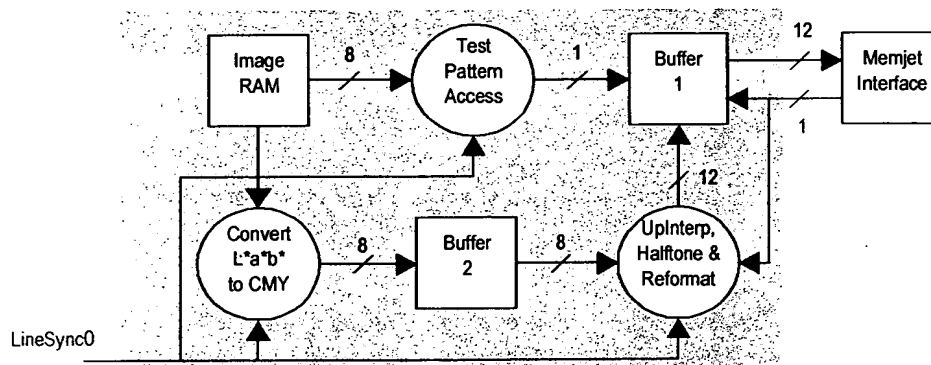 8
Test
Pattern
Access
1
12
Image
RAM
Buffer
1
Memjet
Interface
1
12
Convert
L*a*b*
to CMY
8
Buffer
2
8
UpInterp,
Halftone &
Reformat
LineSync0